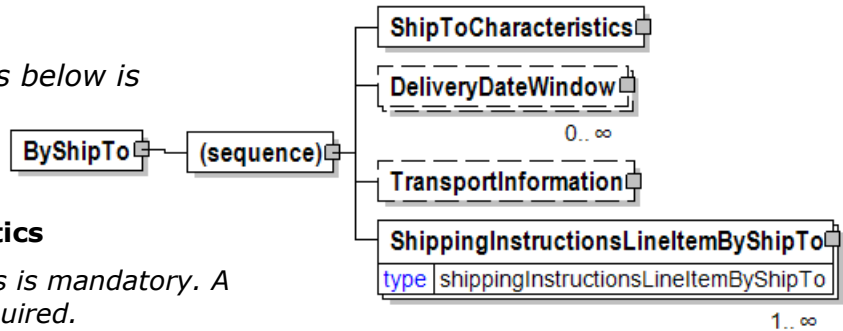 ShipToCharacteristics
s below is
DeliveryDateWindow
0.. ∞
ByShipTo
(sequence)
TransportInformation
tics
ShippingInstructionsLineItemByShipTo
s is mandatory. A
type shippingInstructionsLineItemByShipTo
uired.
1.. ∞